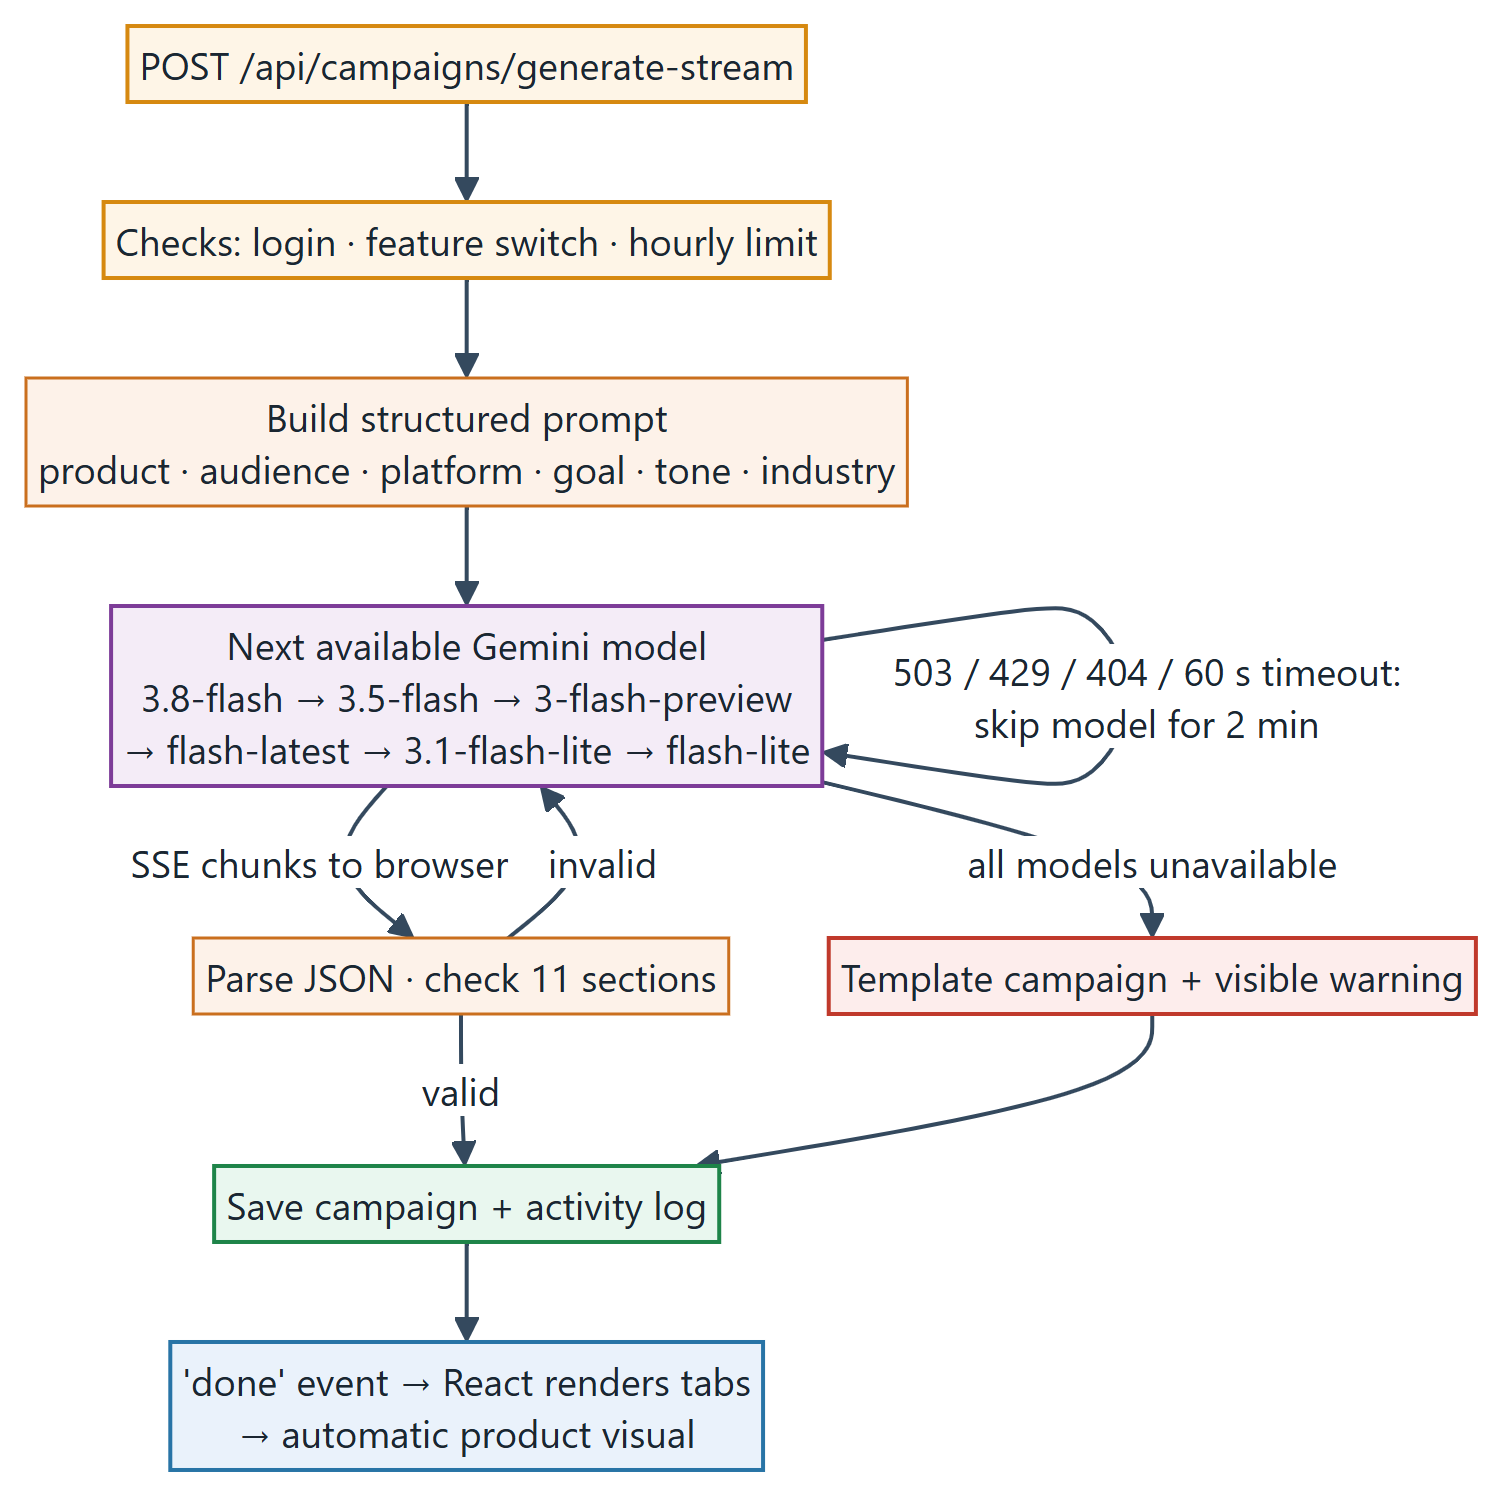 POST /api/campaigns/generate-stream
Checks: login · feature switch · hourly limit
Build structured prompt
product · audience · platform · goal · tone · industry
Next available Gemini model
3.8-flash → 3.5-flash → 3-flash-preview
→ flash-latest → 3.1-flash-lite → flash-lite
503 / 429 / 404 / 60 s timeout:
skip model for 2 min
SSE chunks to browser
invalid
all models unavailable
Parse JSON · check 11 sections
Template campaign + visible warning
valid
Save campaign + activity log
'done' event → React renders tabs
→ automatic product visual